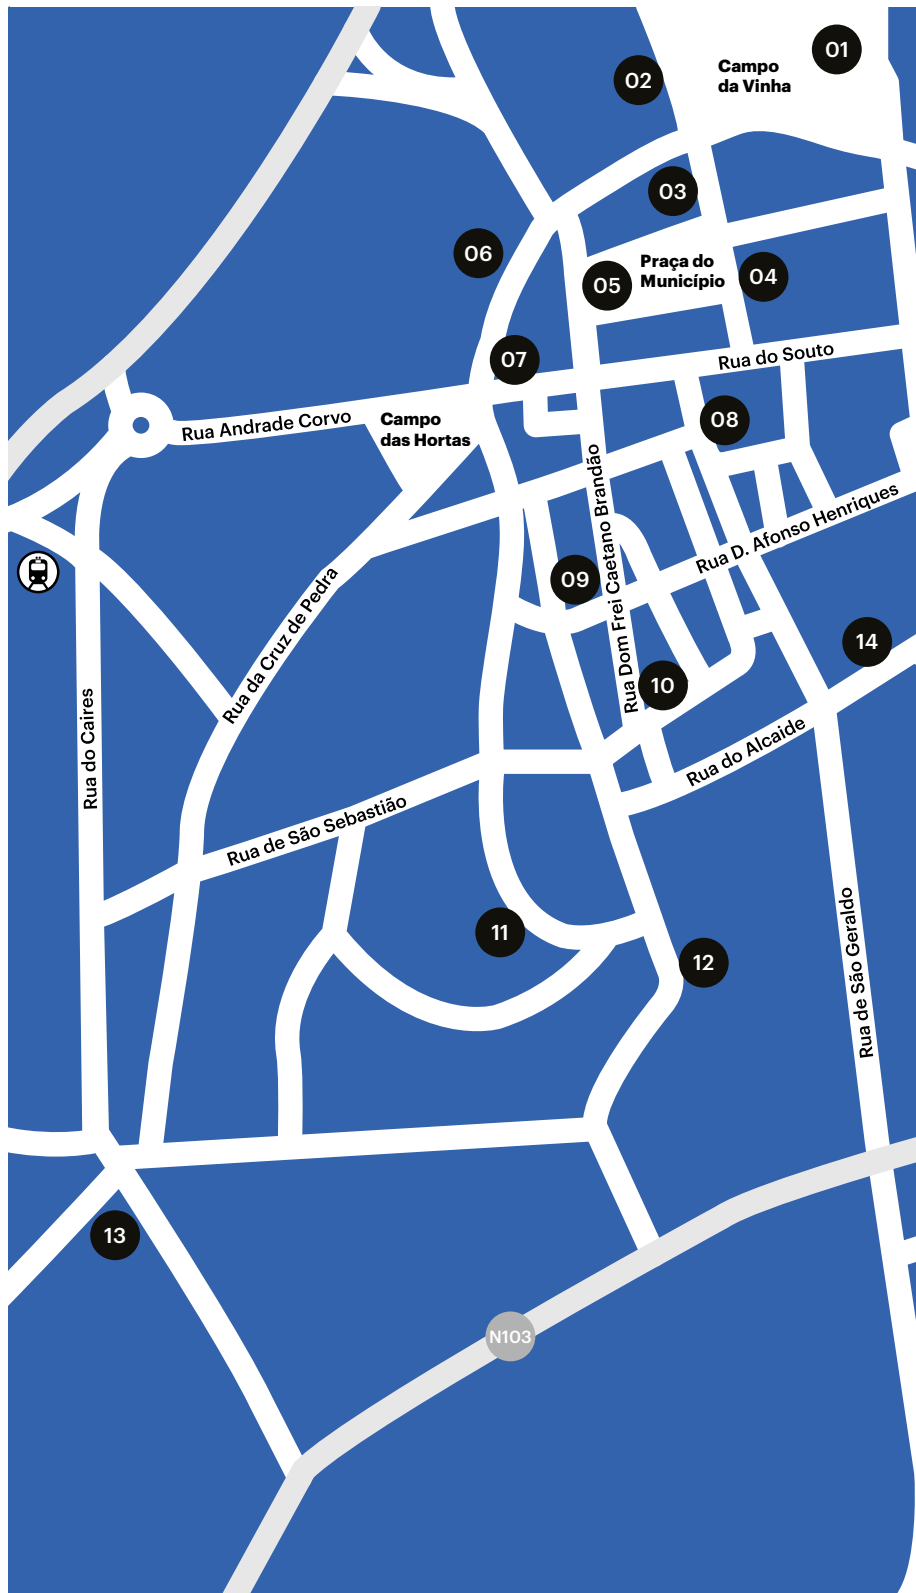 01
Campo
da Vinha
02
03
06
Praça do
Município
04
05
07
Rua do Souto
Campo
das Hortas
Rua Andrade Corvo
08
Rua Dom Frei Caetano Brandão
Rua D. Afonso Henriques
09
Rua da Cruz de Pedra
14
10
Rua do Caires
Rua do Alcaide
Rua de São Sebastião
11
12
Rua de São Geraldo
13
N103